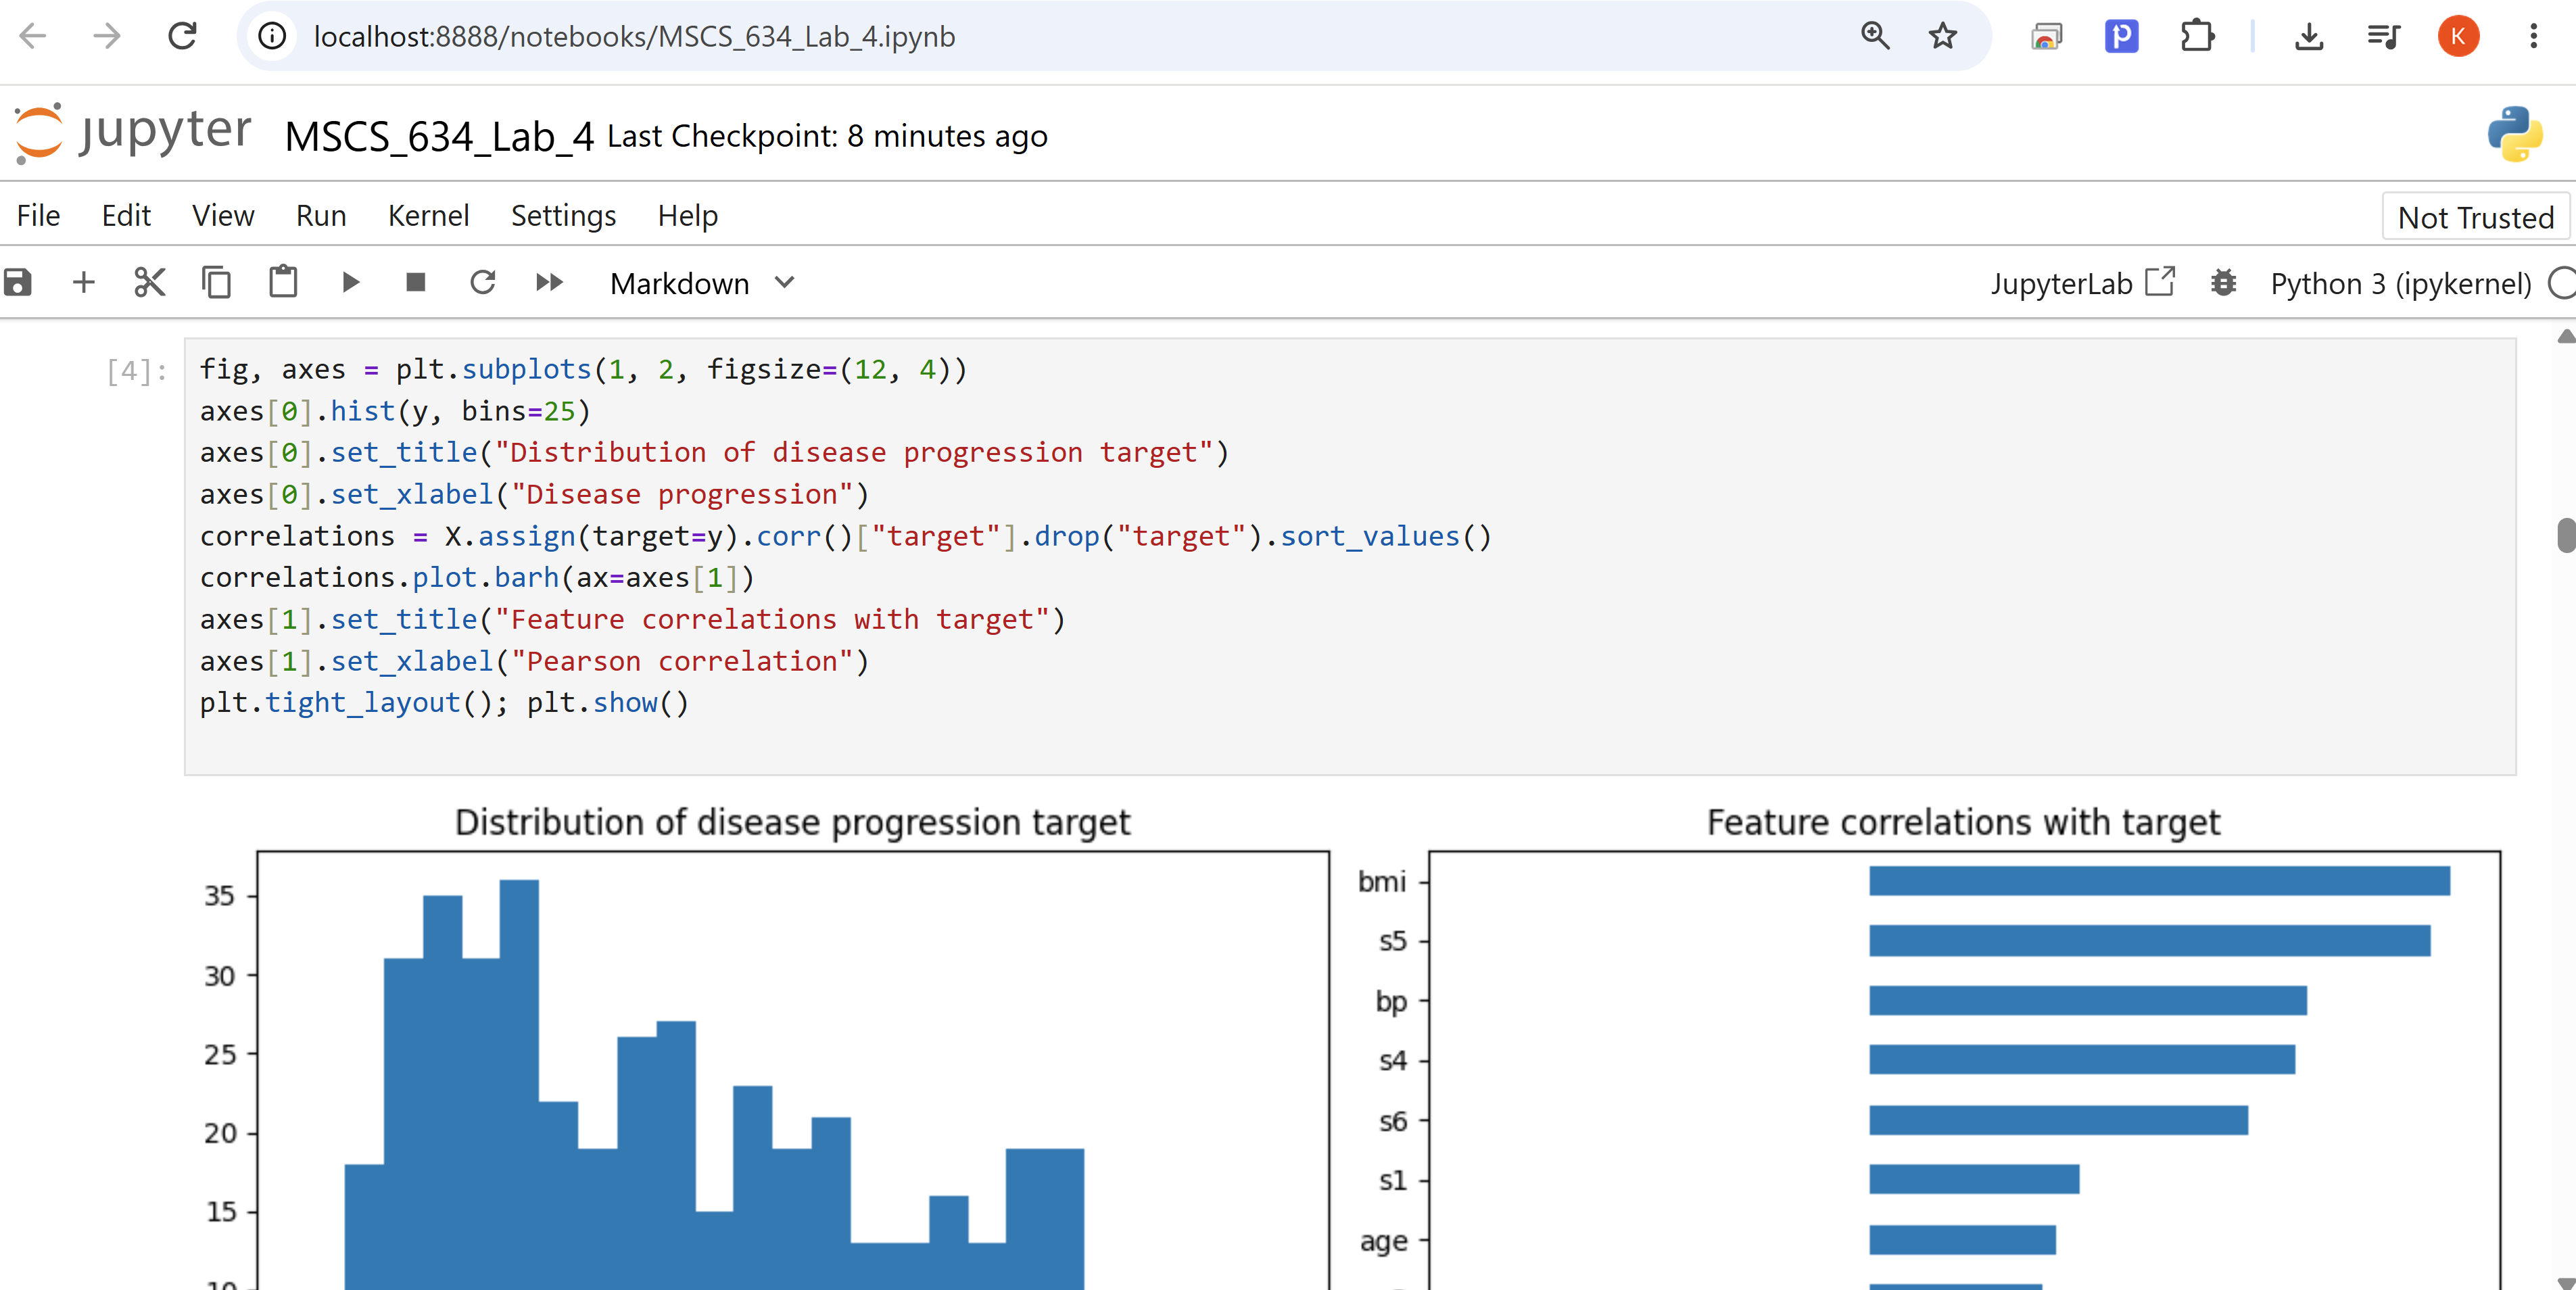 localhost:8888/notebooks/MSCS_634_Lab_4.ipynb
K
jupyter MSCS_634_Lab_4 Last Checkpoint: 8 minutes ago
File Edit View Run Kernel Settings Help Not Trusted
Markdown JupyterLab Python 3 (ipykernel)
[4]:
fig, axes = plt.subplots(1, 2, figsize=(12, 4))
axes[0].hist(y, bins=25)
axes[0].set_title("Distribution of disease progression target")
axes[0].set_xlabel("Disease progression")
correlations = X.assign(target=y).corr()["target"].drop("target").sort_values()
correlations.plot.barh(ax=axes[1])
axes[1].set_title("Feature correlations with target")
axes[1].set_xlabel("Pearson correlation")
plt.tight_layout(); plt.show()
Distribution of disease progression target
35
30
25
20
15
10
Feature correlations with target
bmi
s5
bp
s4
s6
s1
age